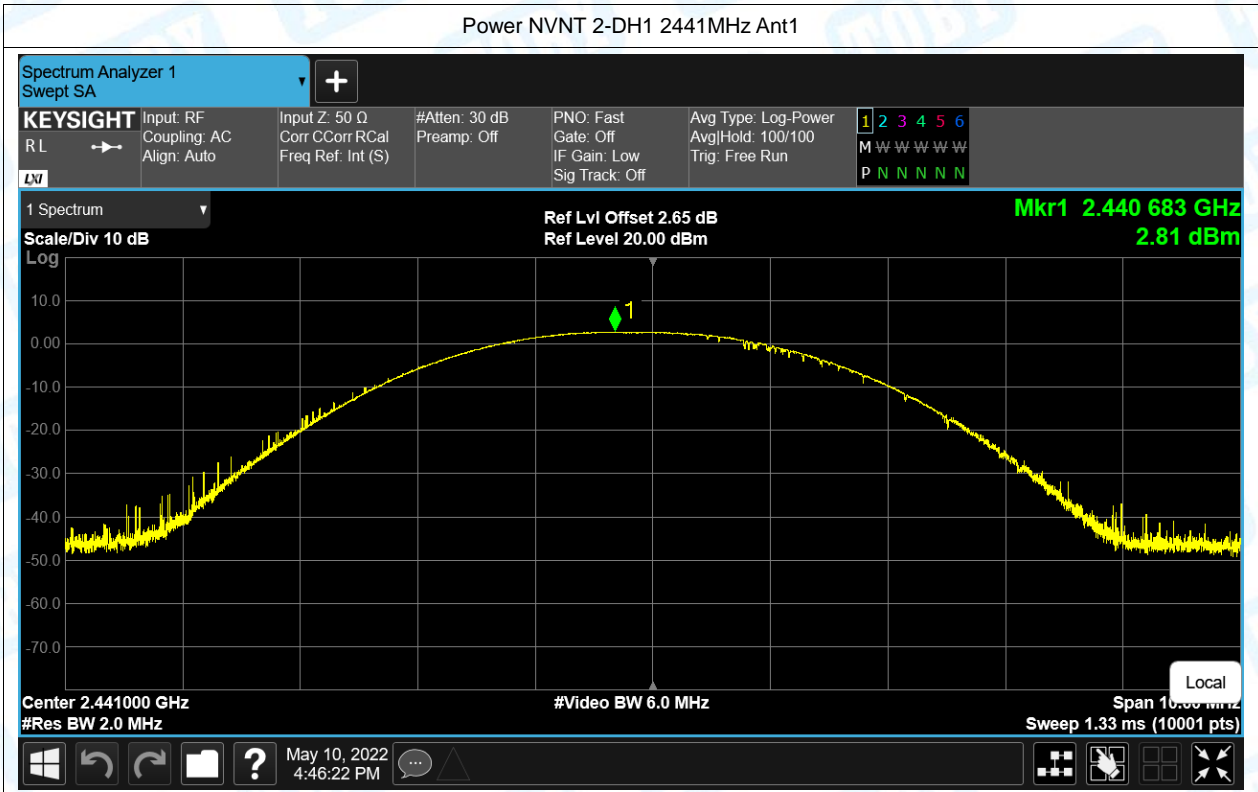 Power NVNT 2-DH1 2441MHz Ant1
Spectrum Analyzer 1
Swept SA
KEYSIGHT
R L
LXI
Input: RF
Coupling: AC
Align: Auto
Input Z: 50 Ω
Corr CCorr RCal
Freq Ref: Int (S)
#Atten: 30 dB
Preamp: Off
PNO: Fast
Gate: Off
IF Gain: Low
Sig Track: Off
Avg Type: Log-Power
Avg|Hold: 100/100
Trig: Free Run
1 2 3 4 5 6
M W W W W W
P N N N N N
1 Spectrum
Scale/Div 10 dB
Log
Ref Lvl Offset 2.65 dB
Ref Level 20.00 dBm
Mkr1 2.440 683 GHz
2.81 dBm
1
10.0
0.00
-10.0
-20.0
-30.0
-40.0
-50.0
-60.0
-70.0
Local
Center 2.441000 GHz
#Video BW 6.0 MHz
Span 10.00 MHz
#Res BW 2.0 MHz
Sweep 1.33 ms (10001 pts)
?
May 10, 2022
4:46:22 PM